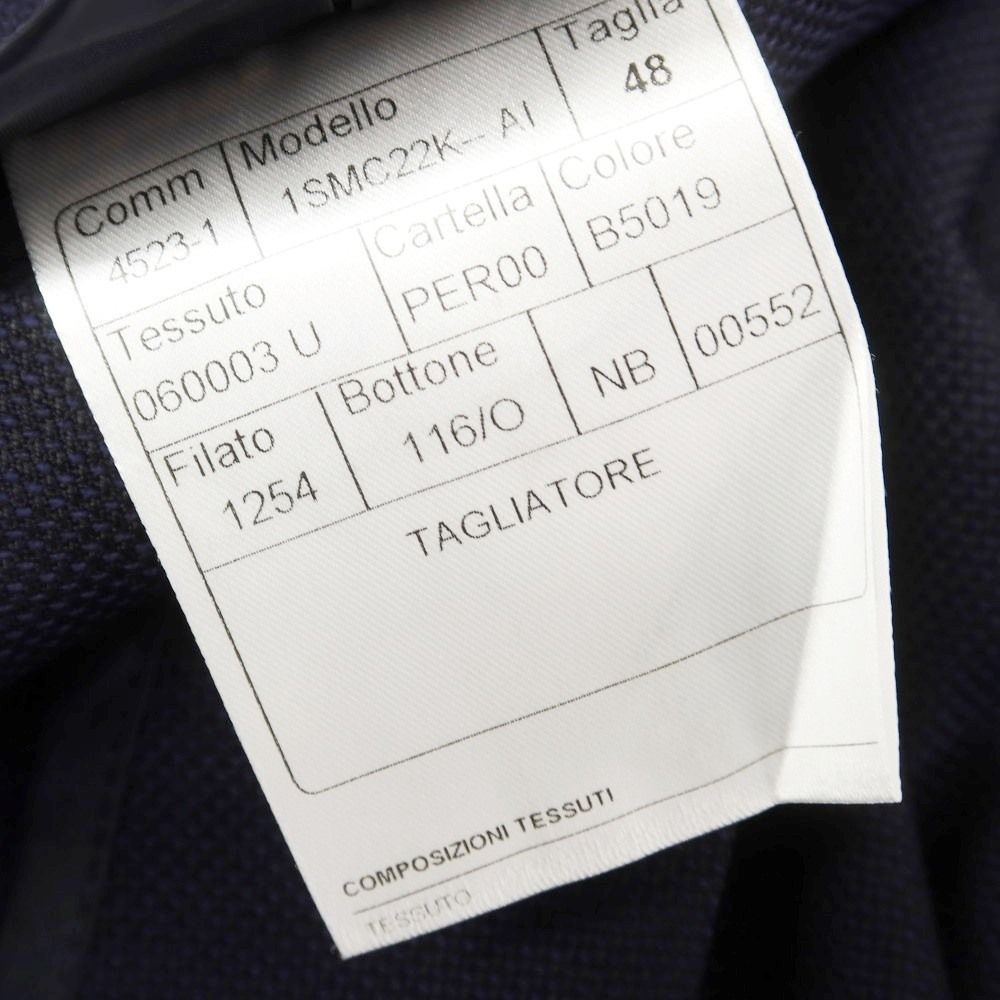 Comm Modello Taglia
4523-1 1SMC22K-- AI 48
Tessuto Cartella Colore
060003 U PER00 B5019
Filato Bottone NB 00552
1254 116/O
TAGLIATORE
COMPOSIZIONI TESSUTI
TESSUTO